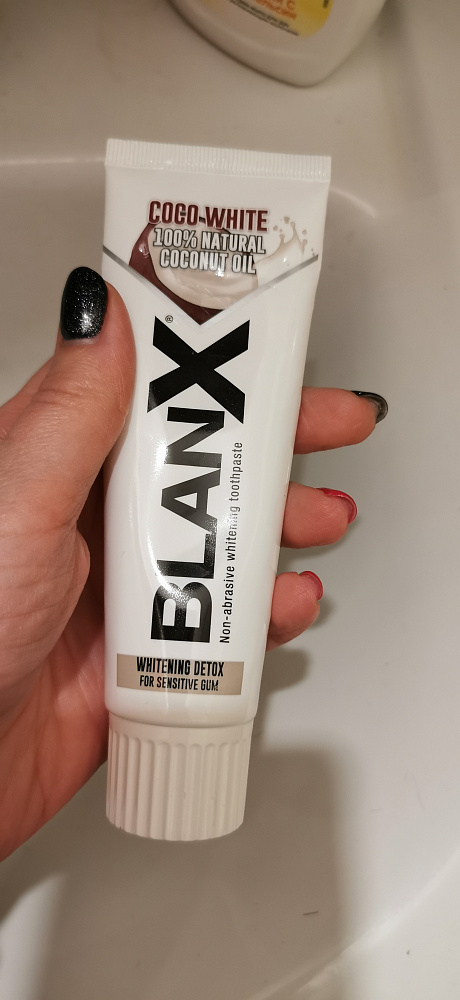 COCO WHITE
100% NATURAL
COCONUT OIL
BLANX®
Non-abrasive whitening toothpaste
WHITENING DETOX
FOR SENSITIVE GUM